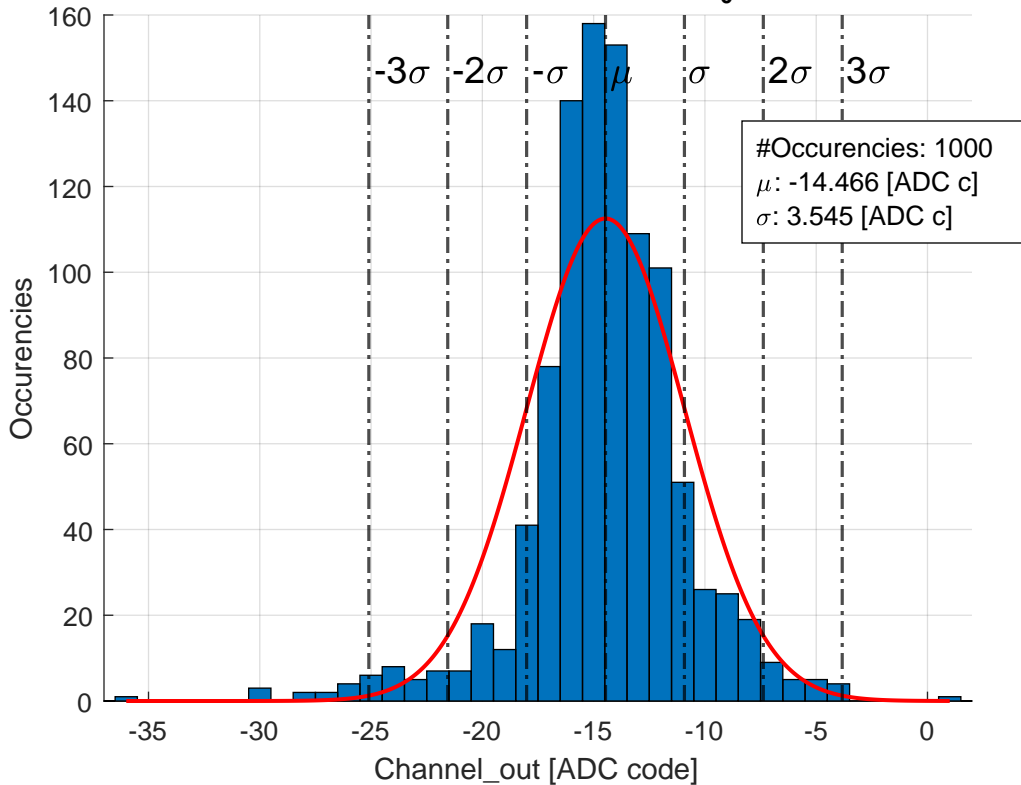 160
140
120
100
80
60
40
20
0
-3σ -2σ -σ μ σ 2σ 3σ
#Occurencies: 1000
μ: -14.466 [ADC c]
σ: 3.545 [ADC c]
Occurencies
-35 -30 -25 -20 -15 -10 -5 0
Channel_out [ADC code]